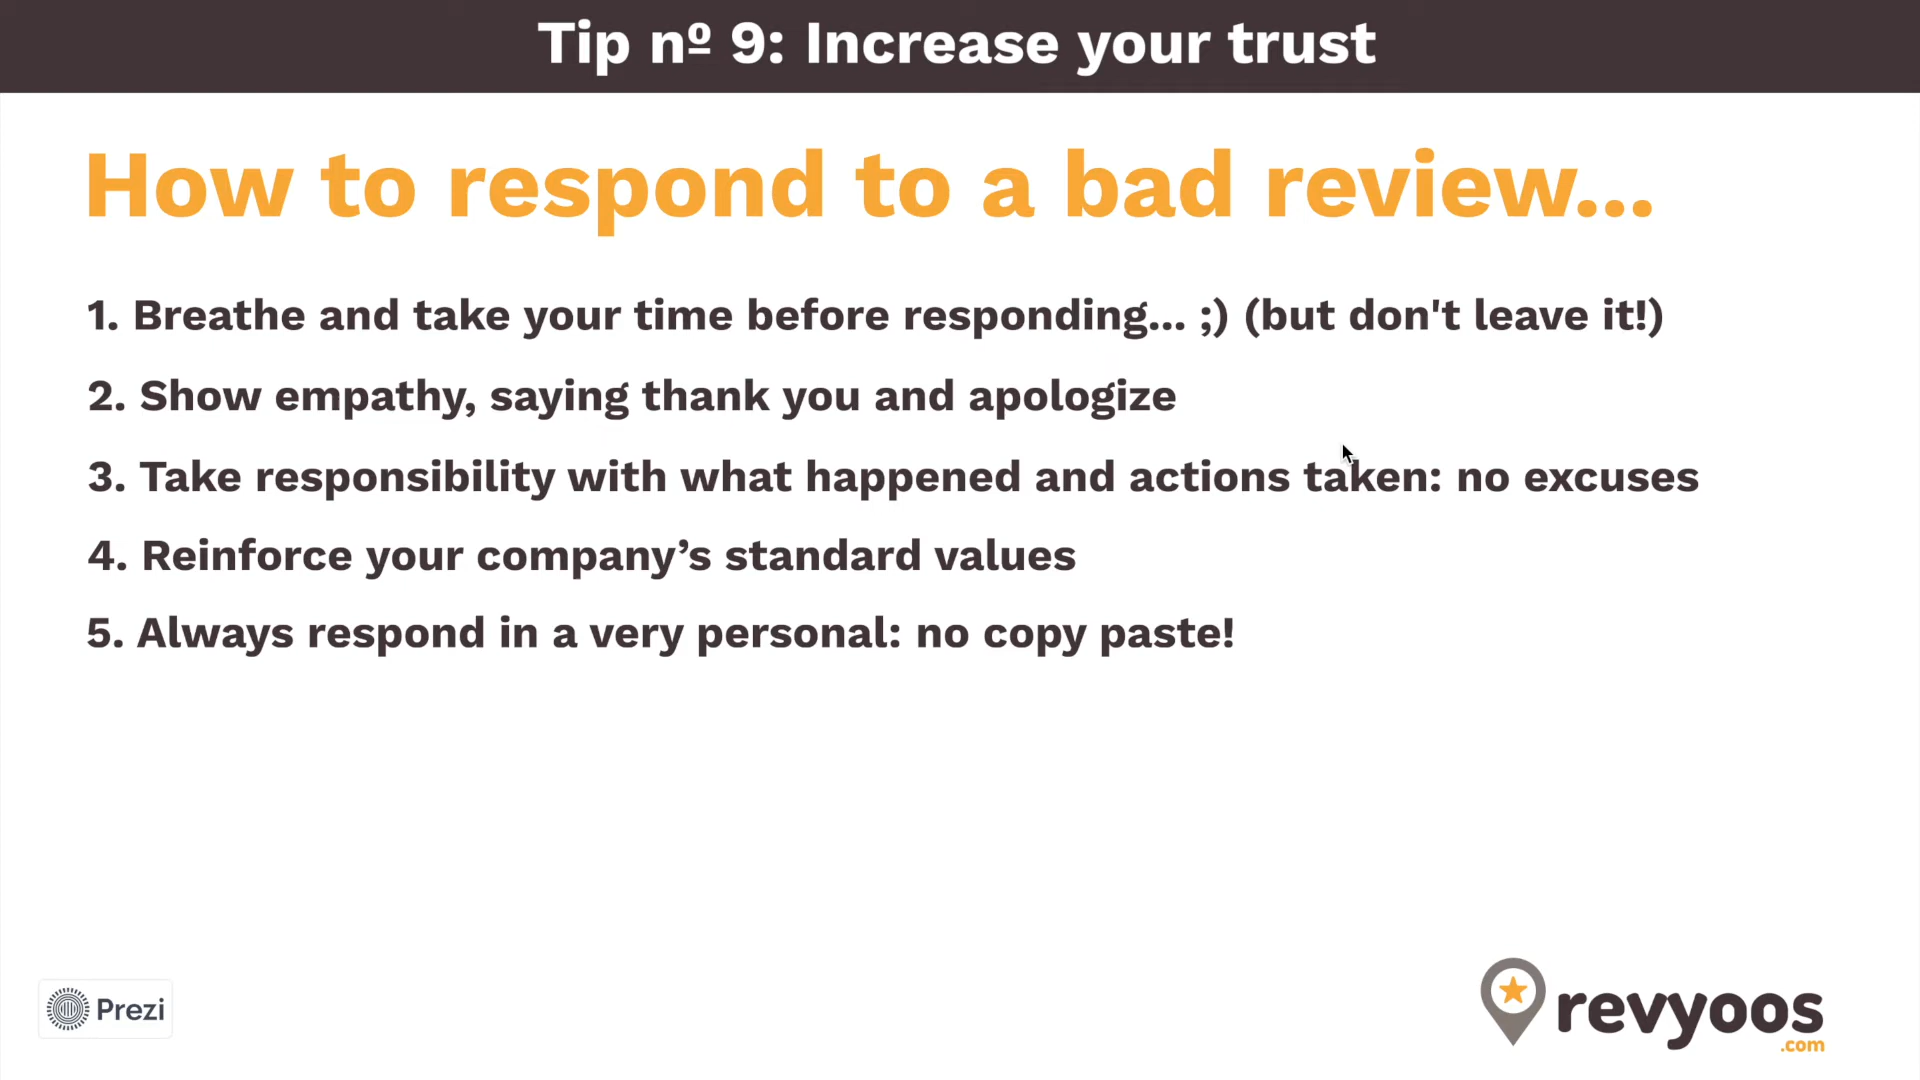 Tip nº 9: Increase your trust
How to respond to a bad review...
1. Breathe and take your time before responding... ;) (but don't leave it!)
2. Show empathy, saying thank you and apologize
3. Take responsibility with what happened and actions taken: no excuses
4. Reinforce your company’s standard values
5. Always respond in a very personal: no copy paste!
Prezi
revyoos
.com